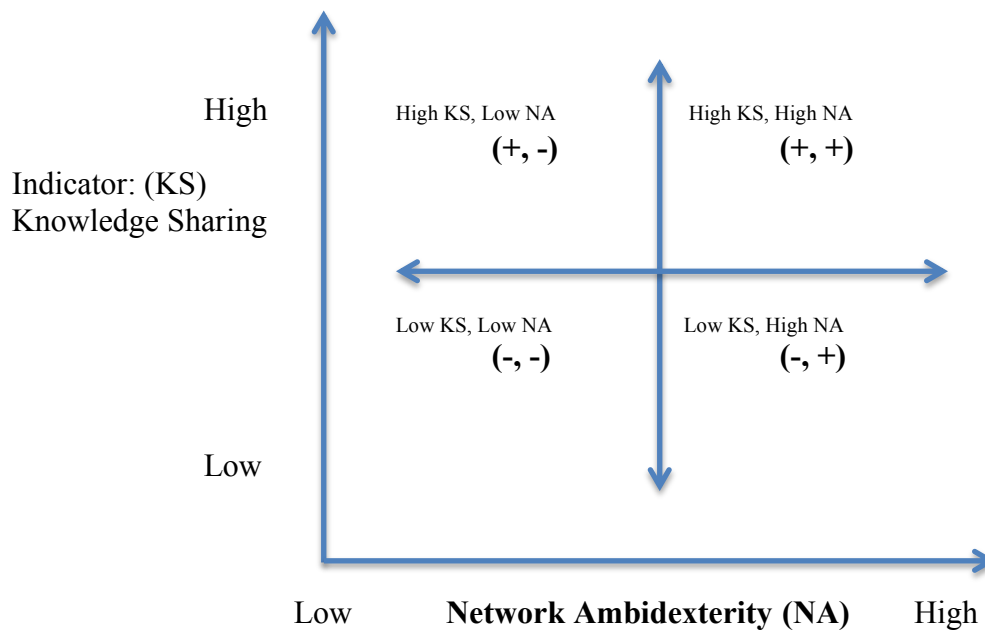 High
High KS, Low NA
(+, -)
High KS, High NA
(+, +)
Indicator: (KS)
Knowledge Sharing
Low KS, Low NA
(-, -)
Low KS, High NA
(-, +)
Low
Low
Network Ambidexterity (NA)
High